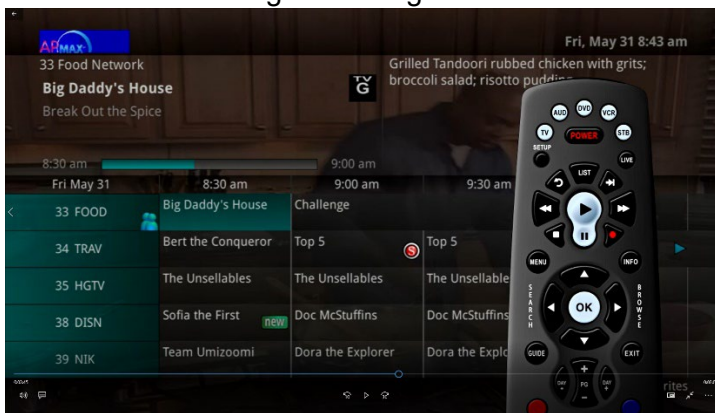 ARMAX
Fri, May 31 8:43 am
33 Food Network
Big Daddy's House
Break Out the Spice
TV
G
Grilled Tandoori rubbed chicken with grits;
broccoli salad; risotto pudding
8:30 am
9:00 am
Fri May 31
8:30 am
9:00 am
9:30 am
33 FOOD
Big Daddy's House
Challenge
34 TRAV
Bert the Conqueror
Top 5
S
Top 5
35 HGTV
The Unsellables
The Unsellables
The Unsellable
38 DISN
Sofia the First
new
Doc McStuffins
Doc McStuffins
39 NIK
Team Umizoomi
Dora the Explorer
Dora the Explo
rites
AUD
DVD
VCR
TV
POWER
STB
SETUP
LIVE
LIST
MENU
INFO
SEARCH
OK
BROWSE
GUIDE
EXIT
+
DAY
PG
DAY
+
-